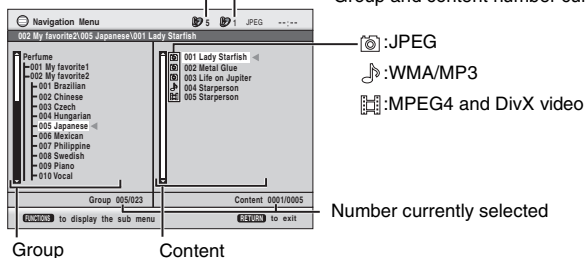 Group and content number cur
Navigation Menu 5 1 JPEG --:--
002 My favorite2\005 Japanese\001 Lady Starfish
Perfume
001 My favorite1
002 My favorite2
001 Brazilian
002 Chinese
003 Czech
004 Hungarian
005 Japanese
006 Mexican
007 Philippine
008 Swedish
009 Piano
010 Vocal
001 Lady Starfish
002 Metal Glue
003 Life on Jupiter
004 Starperson
005 Starperson
Group 005/023
Content 0001/0005
FUNCTIONS to display the sub menu
RETURN to exit
:JPEG
:WMA/MP3
:MPEG4 and DivX video
Number currently selected
Group
Content